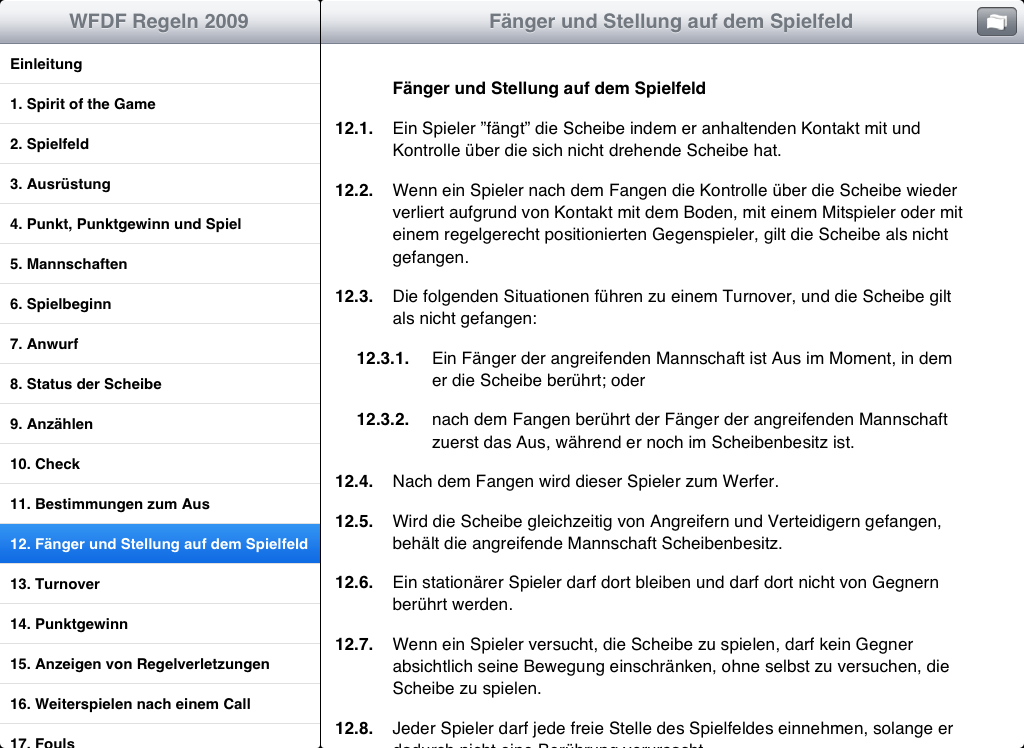 WFDF Regeln 2009
Einleitung
1. Spirit of the Game
2. Spielfeld
3. Ausrüstung
4. Punkt, Punktgewinn und Spiel
5. Mannschaften
6. Spielbeginn
7. Anwurf
8. Status der Scheibe
9. Anzählen
10. Check
11. Bestimmungen zum Aus
12. Fänger und Stellung auf dem Spielfeld
13. Turnover
14. Punktgewinn
15. Anzeigen von Regelverletzungen
16. Weiterspielen nach einem Call
17. Fouls
Fänger und Stellung auf dem Spielfeld
Fänger und Stellung auf dem Spielfeld
12.1. Ein Spieler ”fängt” die Scheibe indem er anhaltenden Kontakt mit und
Kontrolle über die sich nicht drehende Scheibe hat.
12.2. Wenn ein Spieler nach dem Fangen die Kontrolle über die Scheibe wieder
verliert aufgrund von Kontakt mit dem Boden, mit einem Mitspieler oder mit
einem regelgerecht positionierten Gegenspieler, gilt die Scheibe als nicht
gefangen.
12.3. Die folgenden Situationen führen zu einem Turnover, und die Scheibe gilt
als nicht gefangen:
12.3.1. Ein Fänger der angreifenden Mannschaft ist Aus im Moment, in dem
er die Scheibe berührt; oder
12.3.2. nach dem Fangen berührt der Fänger der angreifenden Mannschaft
zuerst das Aus, während er noch im Scheibenbesitz ist.
12.4. Nach dem Fangen wird dieser Spieler zum Werfer.
12.5. Wird die Scheibe gleichzeitig von Angreifern und Verteidigern gefangen,
behält die angreifende Mannschaft Scheibenbesitz.
12.6. Ein stationärer Spieler darf dort bleiben und darf dort nicht von Gegnern
berührt werden.
12.7. Wenn ein Spieler versucht, die Scheibe zu spielen, darf kein Gegner
absichtlich seine Bewegung einschränken, ohne selbst zu versuchen, die
Scheibe zu spielen.
12.8. Jeder Spieler darf jede freie Stelle des Spielfeldes einnehmen, solange er
dadurch nicht eine Berührung verursacht